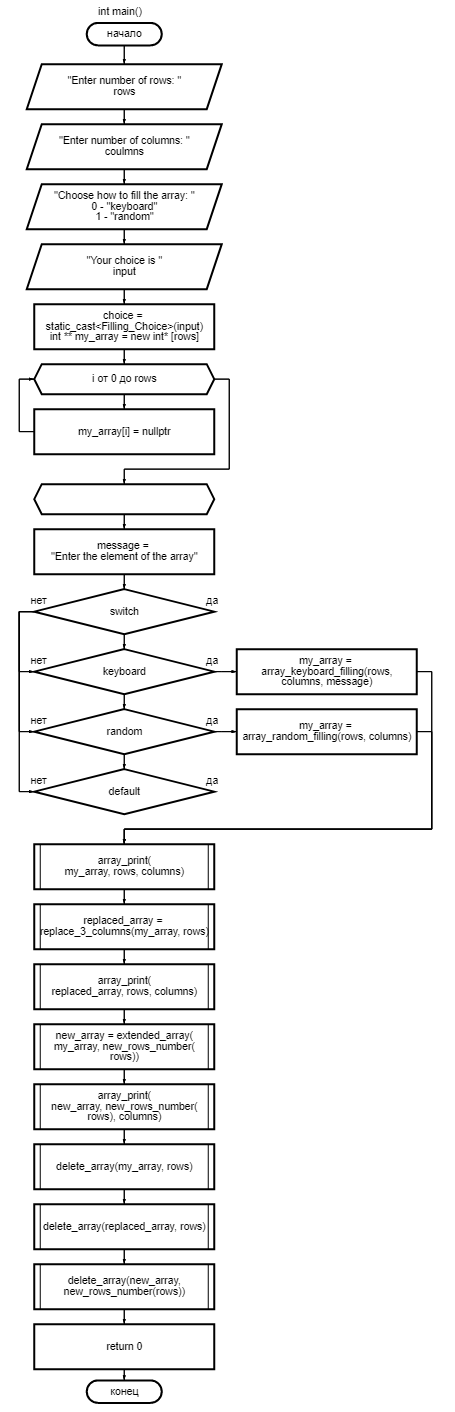 int main()
начало
"Enter number of rows: "
rows
"Enter number of columns: "
coulmns
"Choose how to fill the array: "
0 - "keyboard"
1 - "random"
"Your choice is "
input
choice =
static_cast<Filling_Choice>(input)
int ** my_array = new int* [rows]
i от 0 до rows
my_array[i] = nullptr
message =
"Enter the element of the array"
нет
да
switch
нет
да
keyboard
my_array =
array_keyboard_filling(rows,
columns, message)
нет
да
random
my_array =
array_random_filling(rows, columns)
нет
да
default
array_print(
my_array, rows, columns)
replaced_array =
replace_3_columns(my_array, rows)
array_print(
replaced_array, rows, columns)
new_array = extended_array(
my_array, new_rows_number(
rows))
array_print(
new_array, new_rows_number(
rows), columns)
delete_array(my_array, rows)
delete_array(replaced_array, rows)
delete_array(new_array,
new_rows_number(rows))
return 0
конец